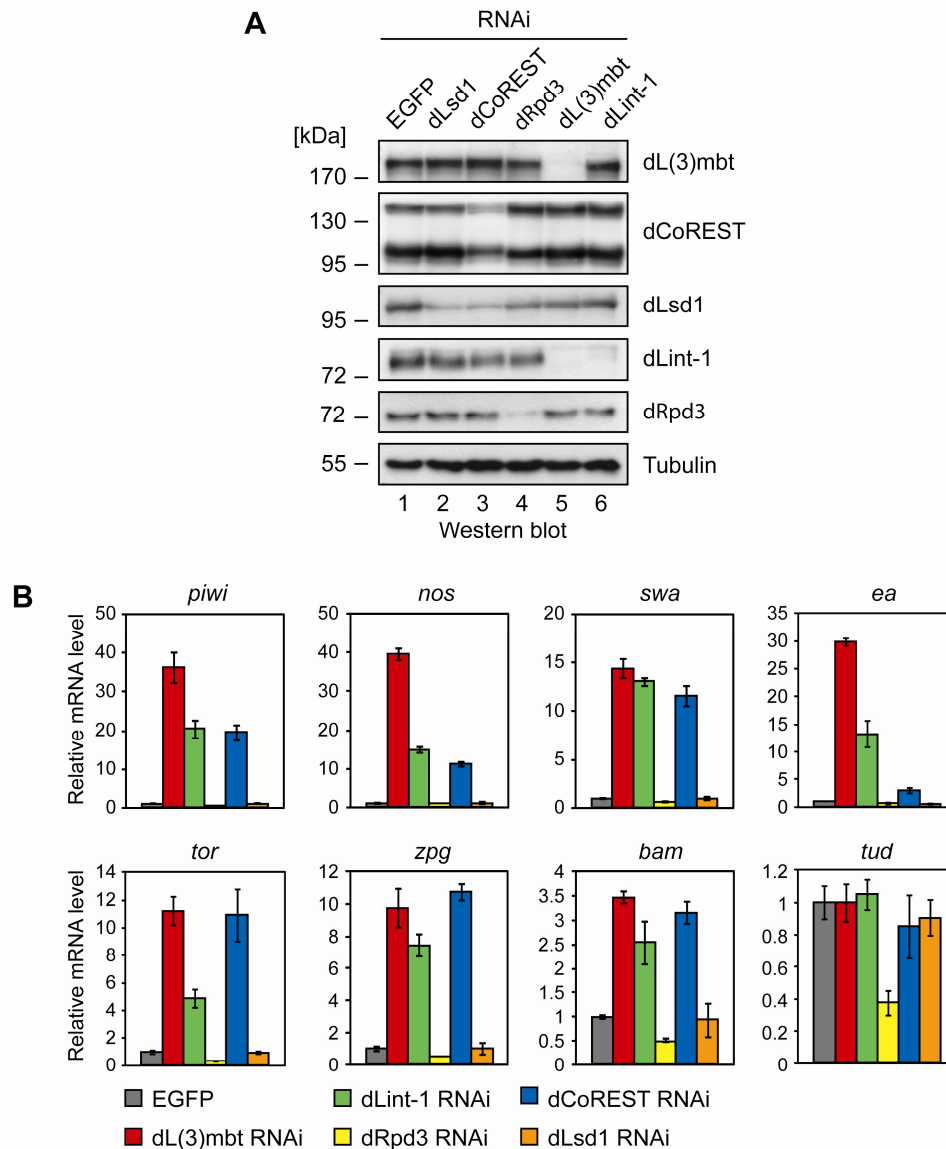 A
RNAi
EGFP dLsd1 dCoREST dRpd3 dL(3)mbt dLint-1
[kDa]
170 – dL(3)mbt
130 –
dCoREST
95 –
95 – dLsd1
72 – dLint-1
72 – dRpd3
55 – Tubulin
1 2 3 4 5 6
Western blot
B
piwi nos swa ea
Relative mRNA level
50 40 30 20 10 0
50 40 30 20 10 0
20 15 10 5 0
35 30 25 20 15 10 5 0
tor zpg bam tud
Relative mRNA level
14 12 10 8 6 4 2 0
12 10 8 6 4 2 0
4 3.5 3 2.5 2 1.5 1 0.5 0
1.2 1 0.8 0.6 0.4 0.2 0
EGFP dLint-1 RNAi dCoREST RNAi
dL(3)mbt RNAi dRpd3 RNAi dLsd1 RNAi